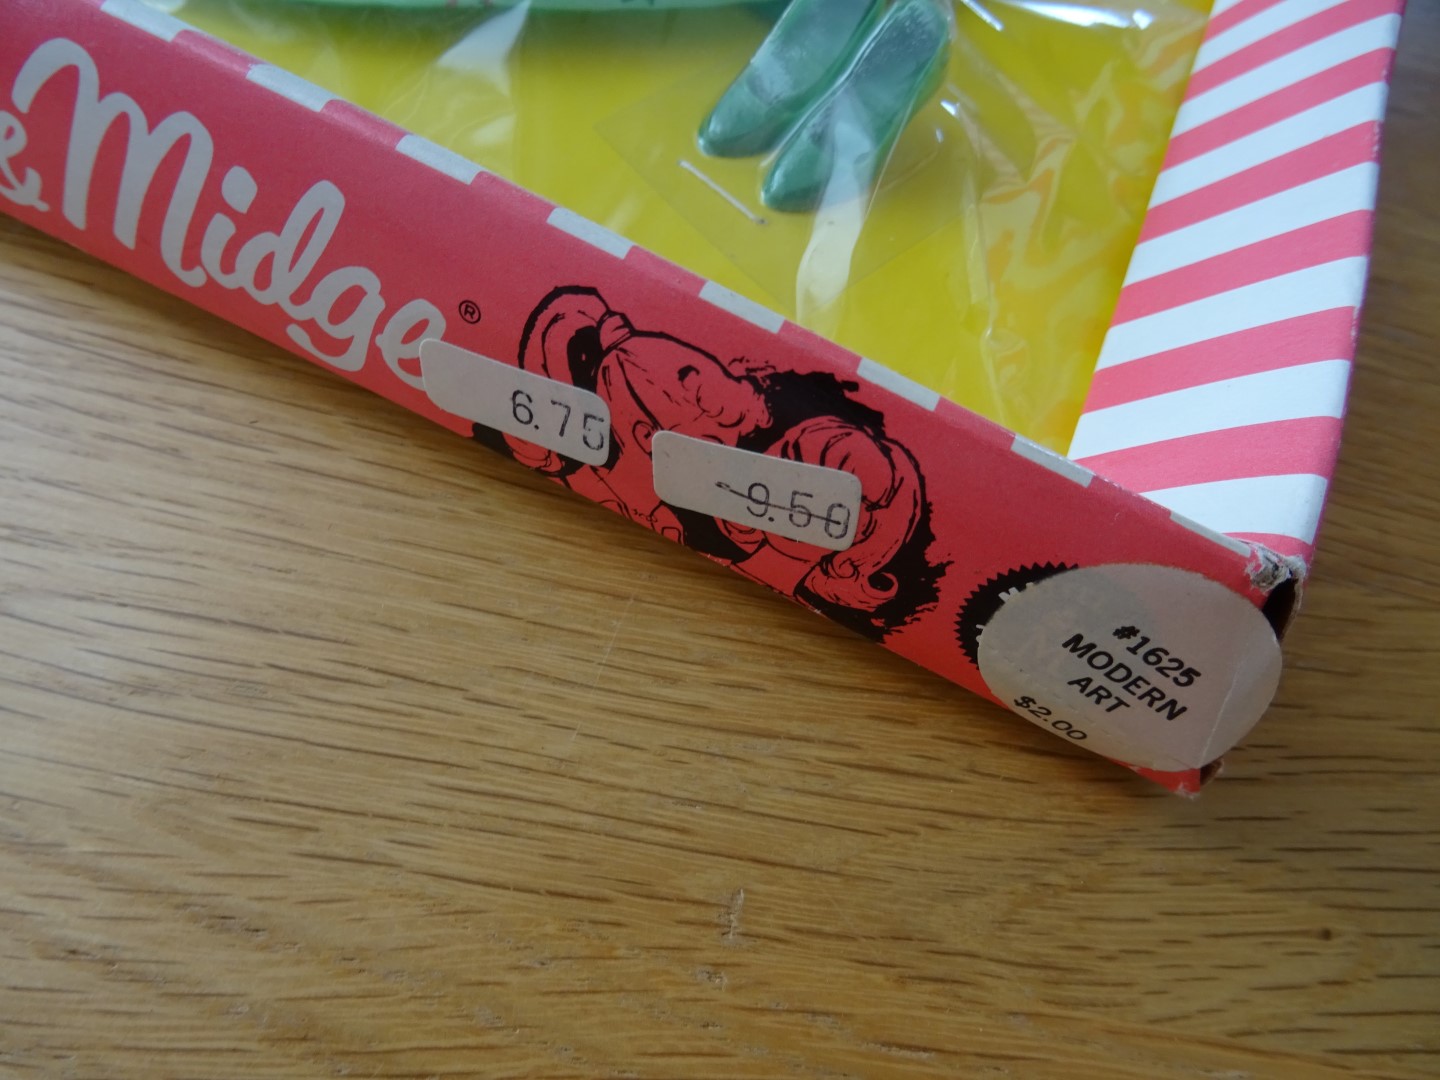 & Midge®
6.75
9.50
#1625
MODERN
ART
$2.00